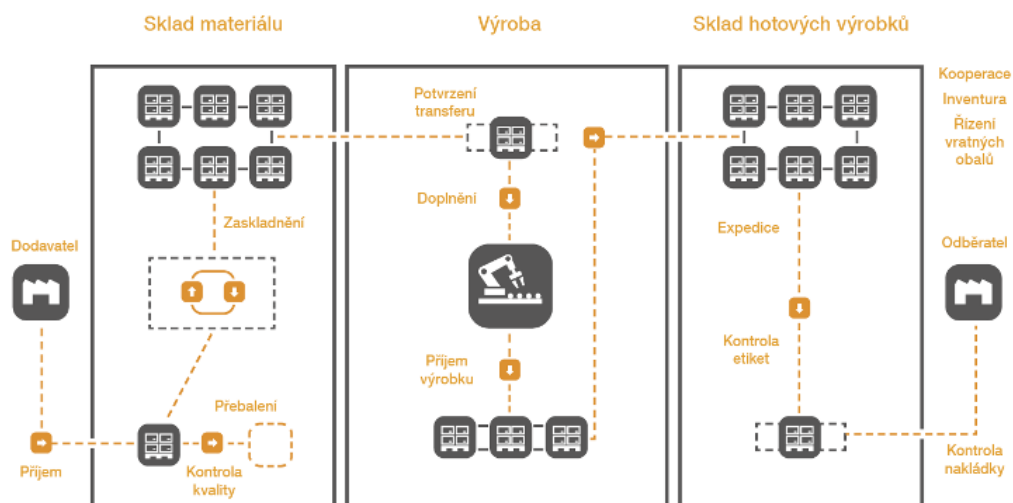 Sklad materiálu
Výroba
Sklad hotových výrobků
Kooperace
Inventura
Řízení
vratných
obalů
Potvrzení
transferu
Doplnění
Zaskladnění
Expedice
Dodavatel
Odběratel
Kontrola
etiket
Příjem
výrobku
Přebalení
Příjem
Kontrola
kvality
Kontrola
nakládky